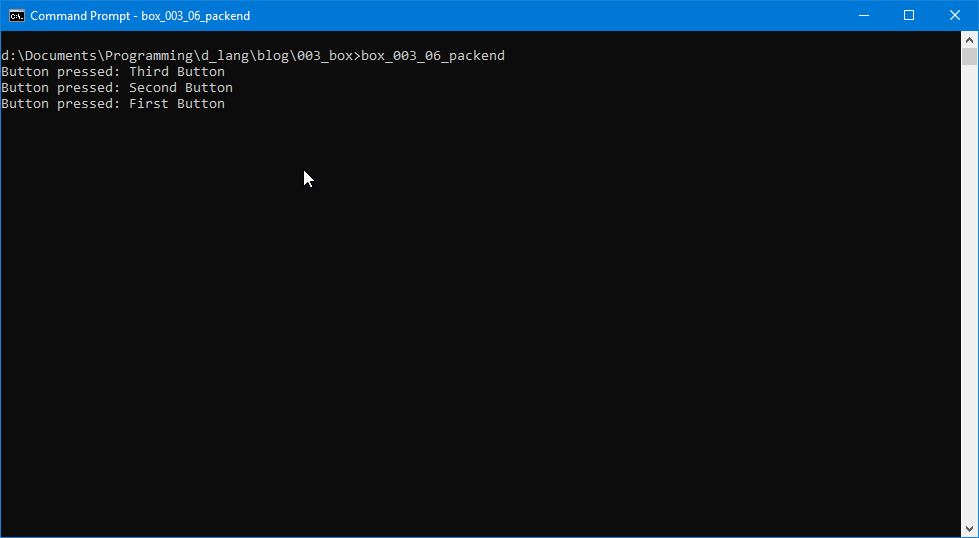 Command Prompt - box_003_06_packend
d:\Documents\Programming\d_lang\blog\003_box>box_003_06_packend
Button pressed: Third Button
Button pressed: Second Button
Button pressed: First Button